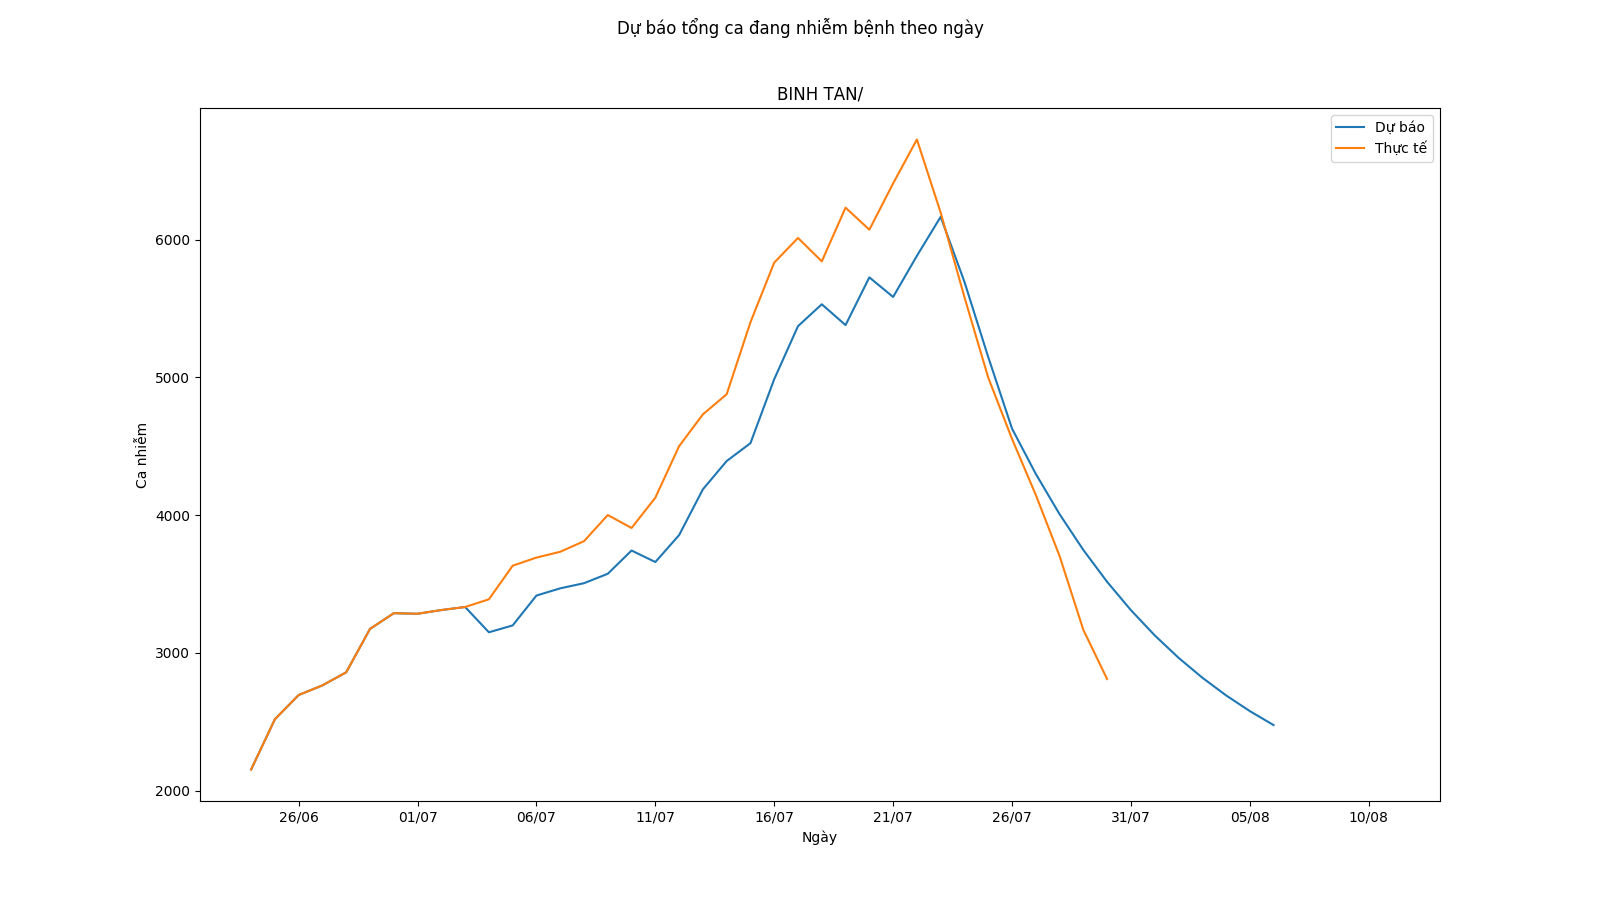 Dự báo tổng ca đang nhiễm bệnh theo ngày
BINH TAN/
Dự báo
Thực tế
6000
5000
4000
3000
2000
Ca nhiễm
26/06 01/07 06/07 11/07 16/07 21/07 26/07 31/07 05/08 10/08
Ngày